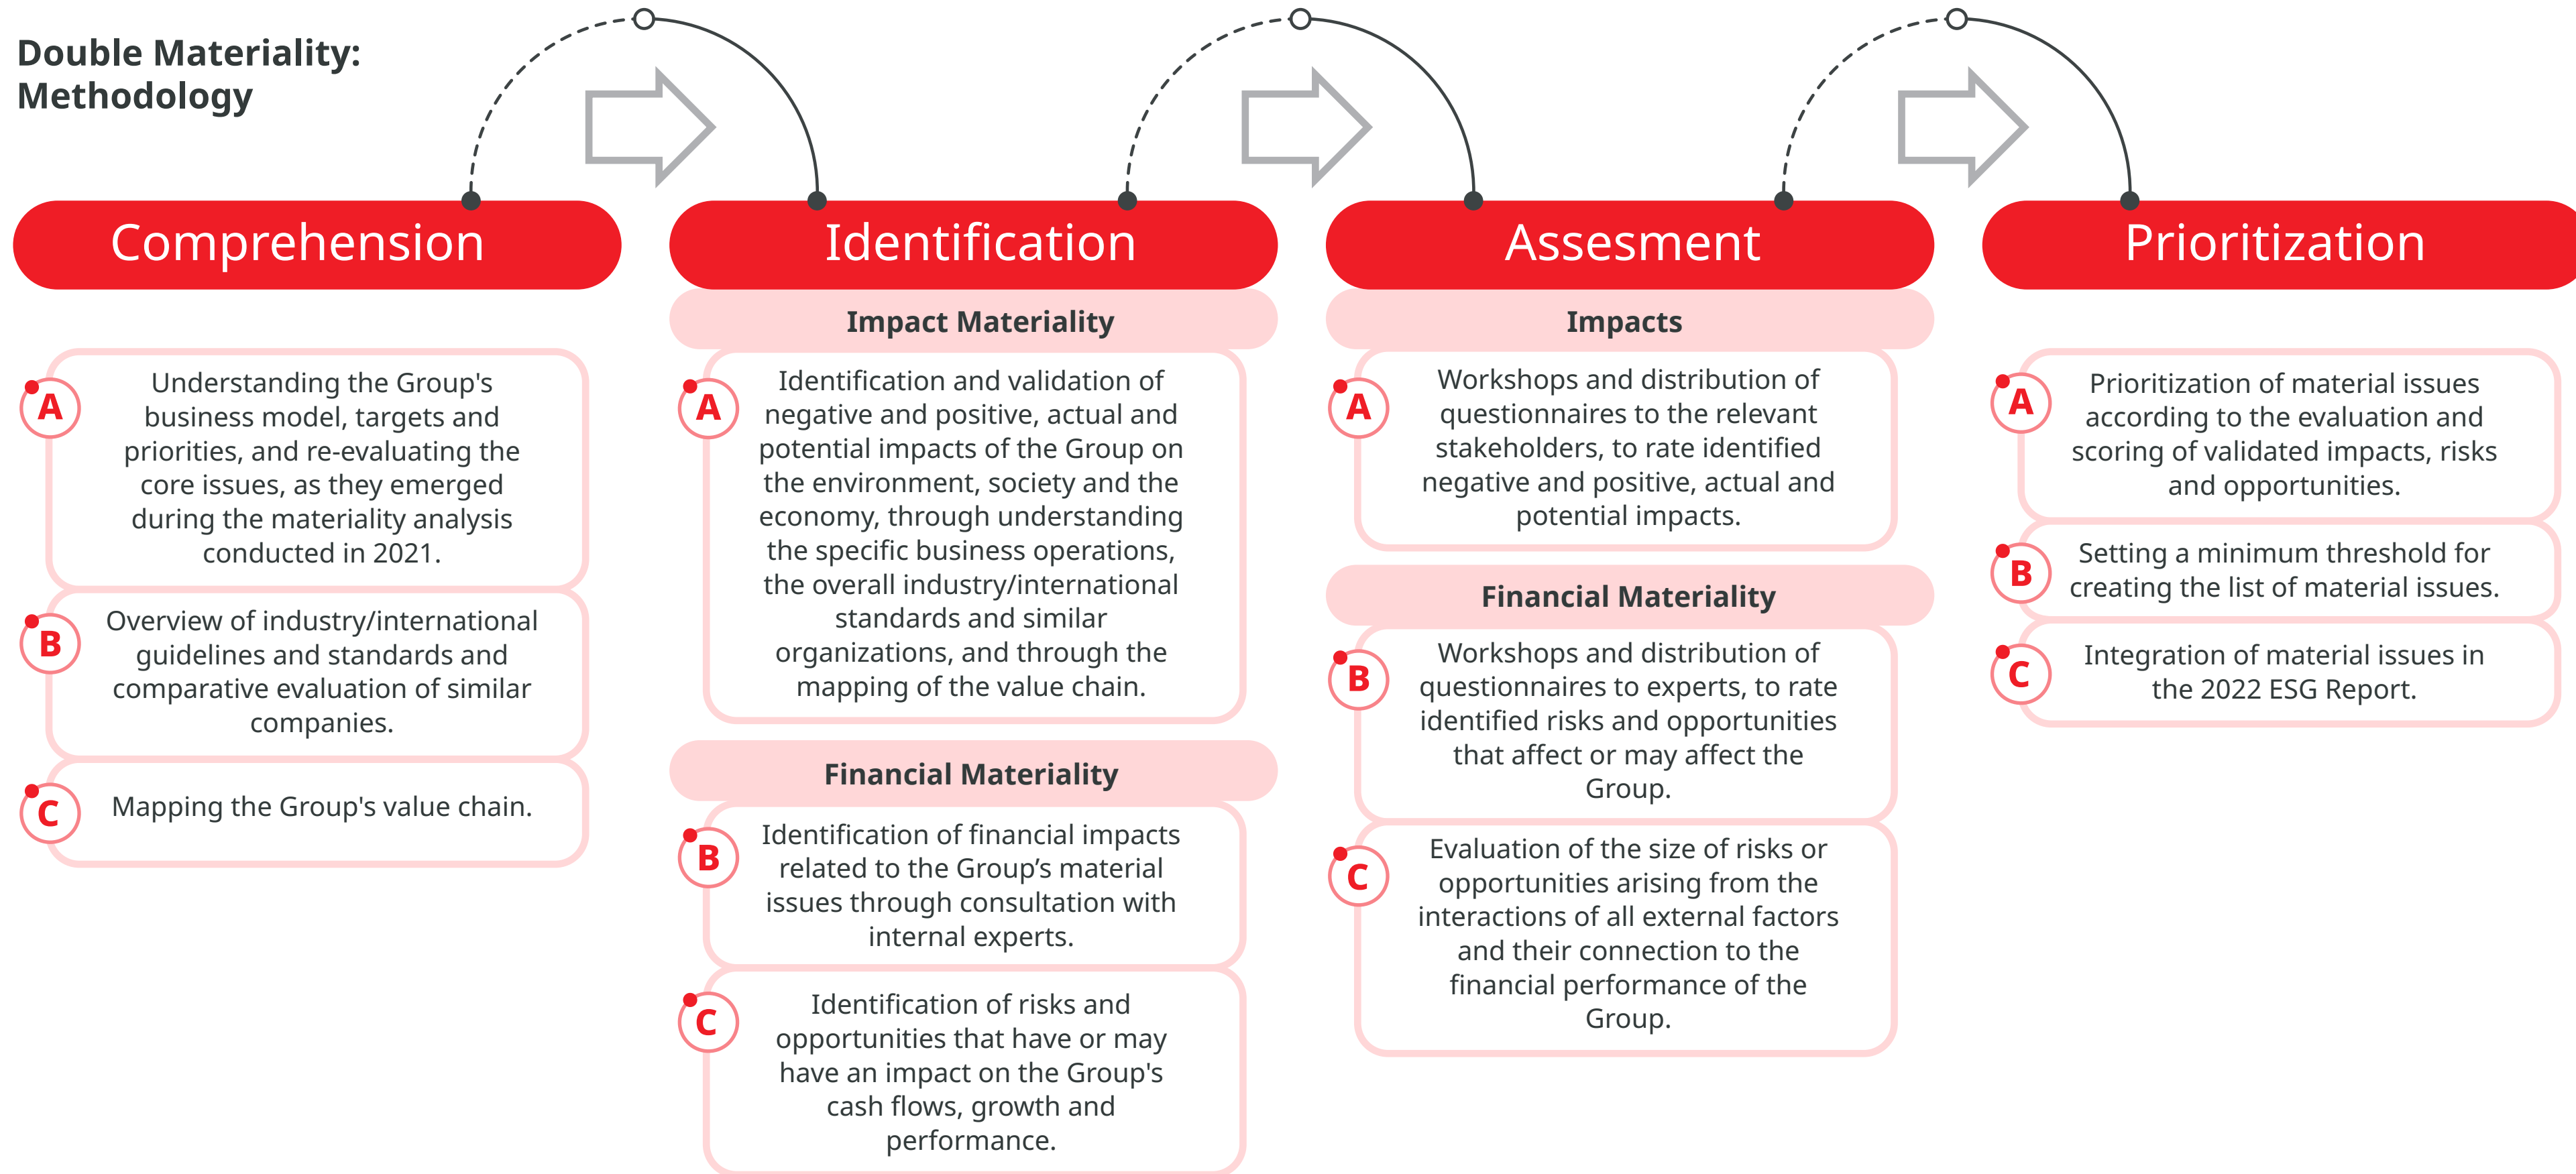 Double Materiality:
Methodology
Comprehension
A
Understanding the Group's
business model, targets and
priorities, and re-evaluating the
core issues, as they emerged
during the materiality analysis
conducted in 2021.
B
Overview of industry/international
guidelines and standards and
comparative evaluation of similar
companies.
C
Mapping the Group's value chain.
Identification
Impact Materiality
A
Identification and validation of
negative and positive, actual and
potential impacts of the Group on
the environment, society and the
economy, through understanding
the specific business operations,
the overall industry/international
standards and similar
organizations, and through the
mapping of the value chain.
Financial Materiality
B
Identification of financial impacts
related to the Group’s material
issues through consultation with
internal experts.
C
Identification of risks and
opportunities that have or may
have an impact on the Group's
cash flows, growth and
performance.
Assesment
Impacts
A
Workshops and distribution of
questionnaires to the relevant
stakeholders, to rate identified
negative and positive, actual and
potential impacts.
Financial Materiality
B
Workshops and distribution of
questionnaires to experts, to rate
identified risks and opportunities
that affect or may affect the
Group.
C
Evaluation of the size of risks or
opportunities arising from the
interactions of all external factors
and their connection to the
financial performance of the
Group.
Prioritization
A
Prioritization of material issues
according to the evaluation and
scoring of validated impacts, risks
and opportunities.
B
Setting a minimum threshold for
creating the list of material issues.
C
Integration of material issues in
the 2022 ESG Report.